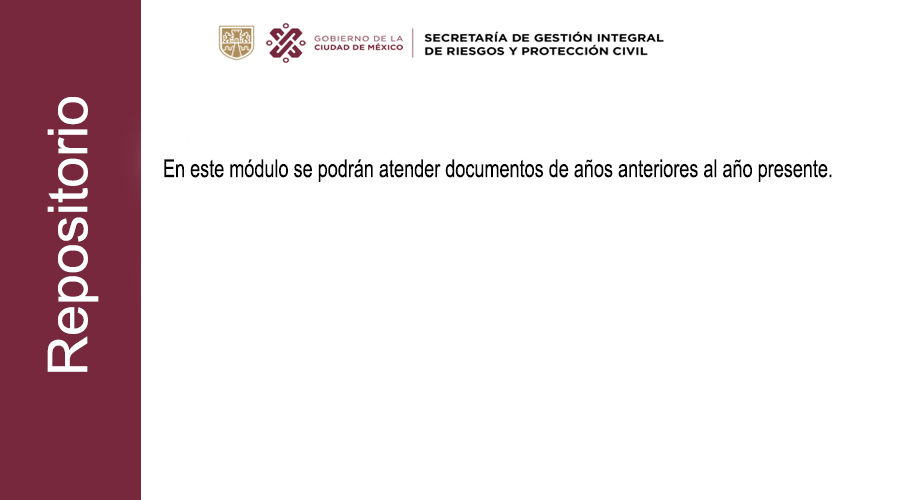 GOBIERNO DE LA
CIUDAD DE MÉXICO
SECRETARÍA DE GESTIÓN INTEGRAL
DE RIESGOS Y PROTECCIÓN CIVIL
Repositorio
En este módulo se podrán atender documentos de años anteriores al año presente.